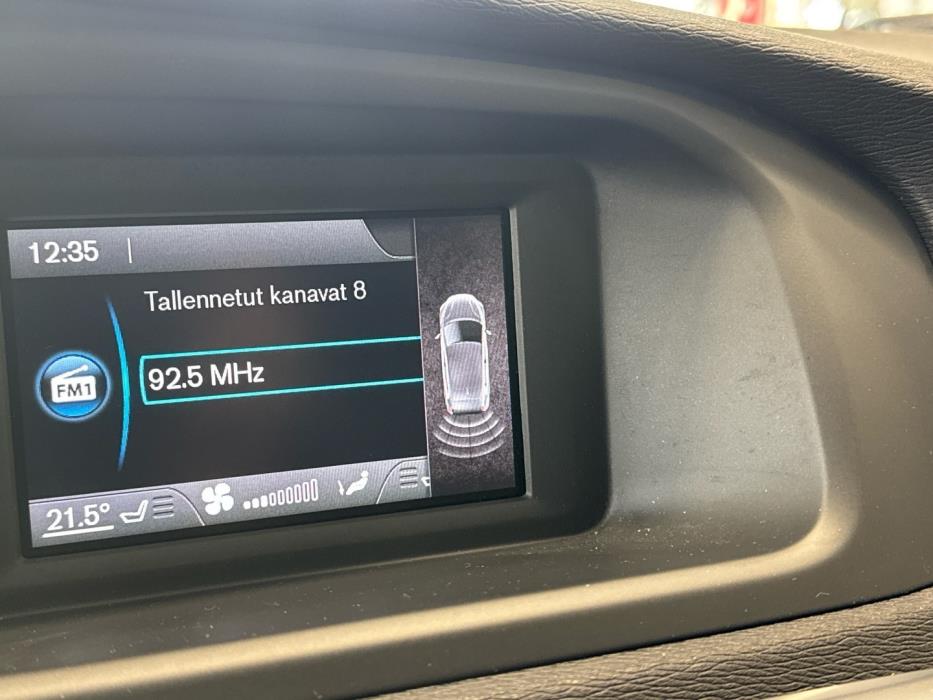 12:35
Tallennetut kanavat 8
FM1
92.5 MHz
21.5°